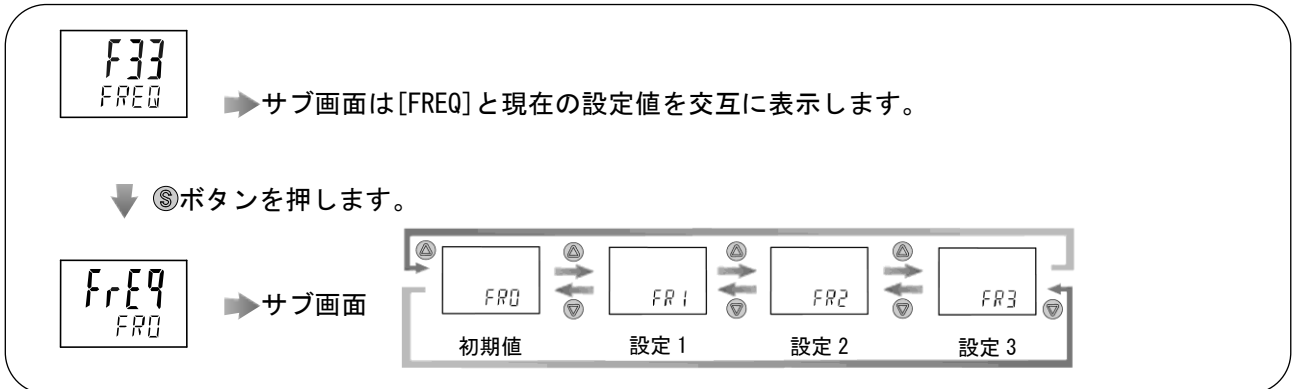 F33
FREQ
サブ画面は[FREQ]と現在の設定値を交互に表示します。
Ⓢボタンを押します。
FrEq
FR0
サブ画面
FR0
FR1
FR2
FR3
初期値
設定1
設定2
設定3